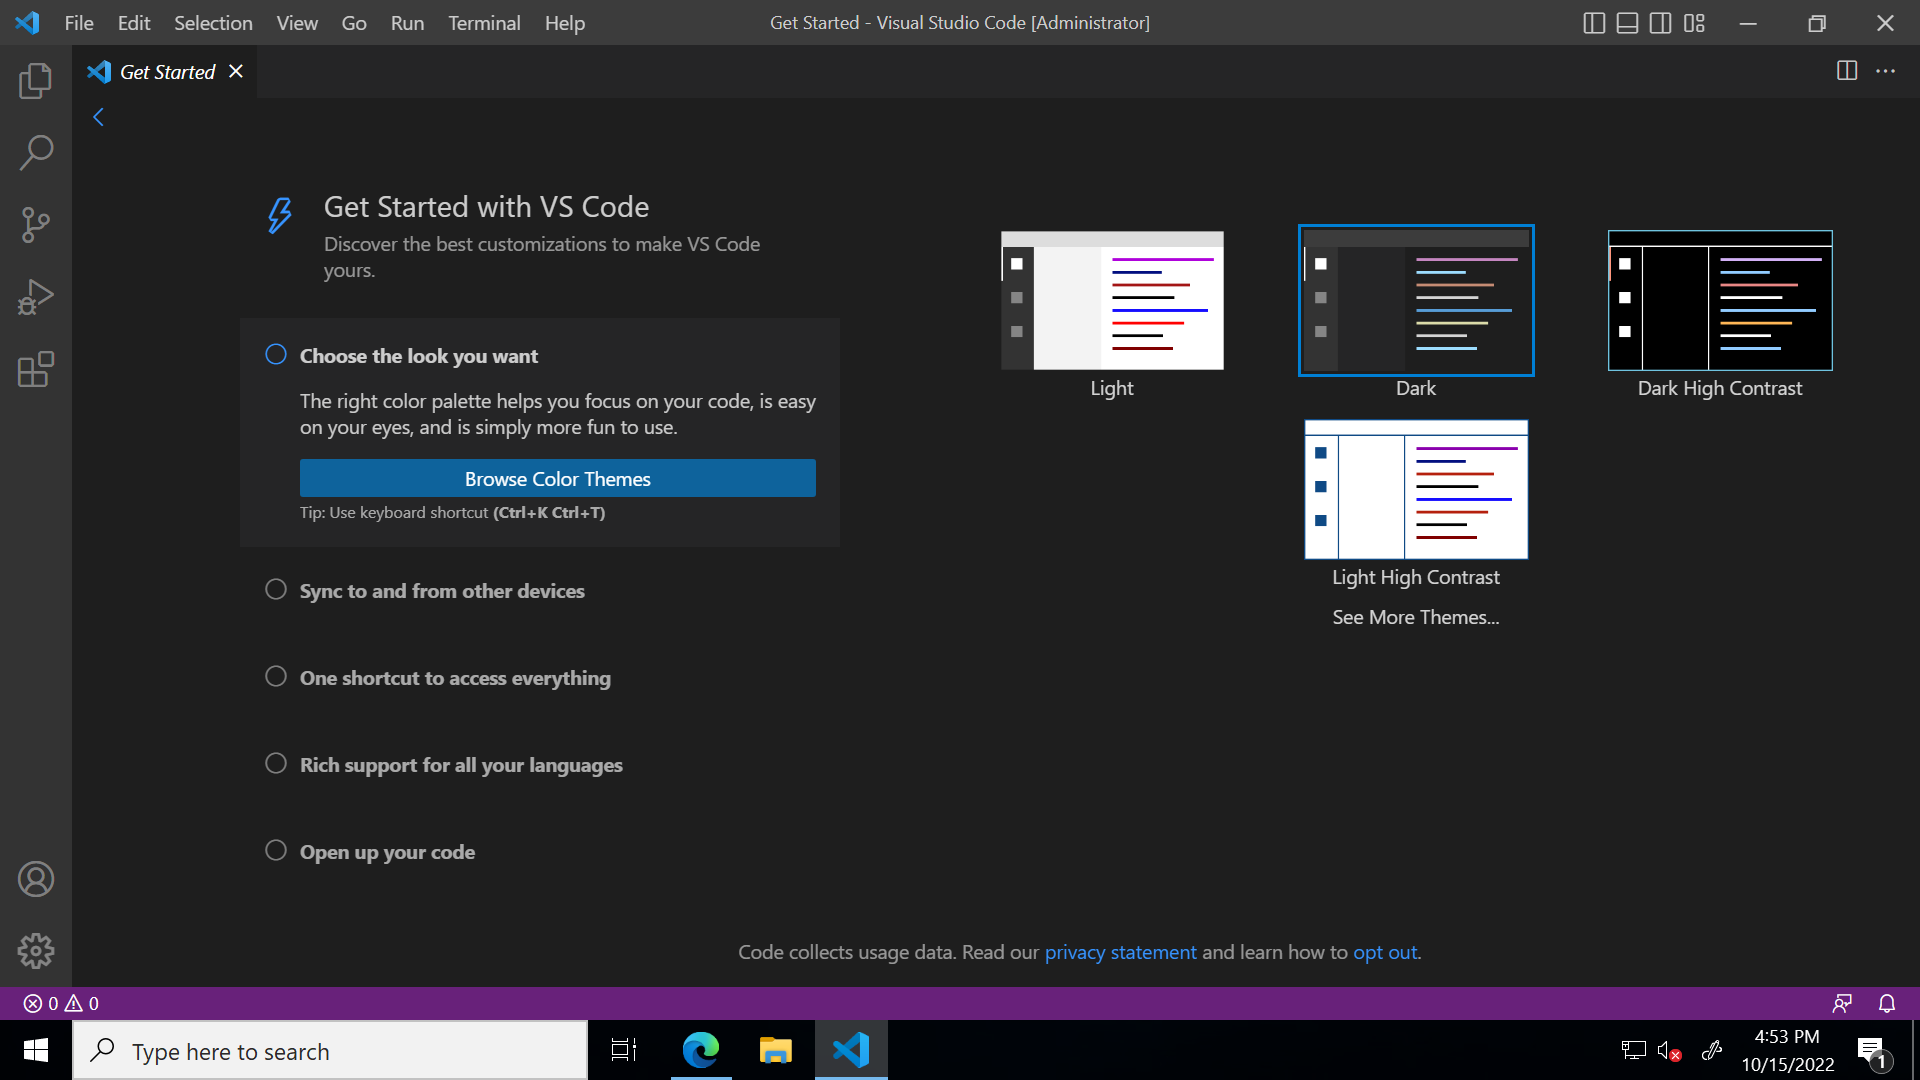 File Edit Selection View Go Run Terminal Help
Get Started - Visual Studio Code [Administrator]
Get Started
Get Started with VS Code
Discover the best customizations to make VS Code
yours.
Choose the look you want
The right color palette helps you focus on your code, is easy
on your eyes, and is simply more fun to use.
Browse Color Themes
Tip: Use keyboard shortcut (Ctrl+K Ctrl+T)
Sync to and from other devices
One shortcut to access everything
Rich support for all your languages
Open up your code
Light
Dark
Dark High Contrast
Light High Contrast
See More Themes...
Code collects usage data. Read our privacy statement and learn how to opt out.
0 0
Type here to search
4:53 PM
10/15/2022
1